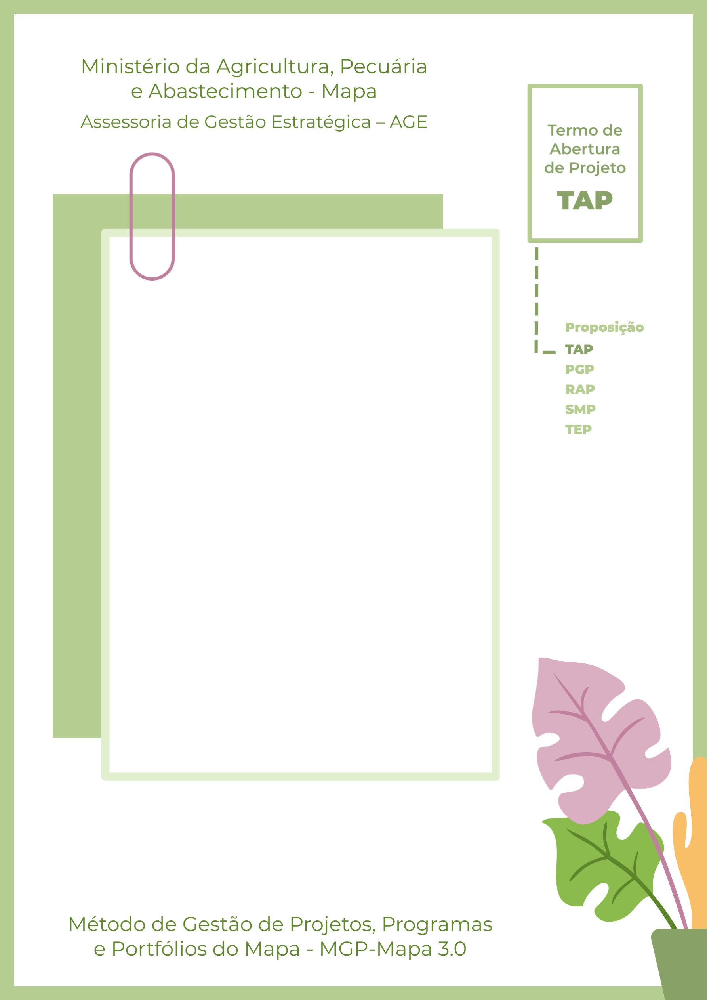 Ministério da Agricultura, Pecuária
e Abastecimento - Mapa
Assessoria de Gestão Estratégica – AGE
Termo de
Abertura
de Projeto
TAP
Proposição
TAP
PGP
RAP
SMP
TEP
Método de Gestão de Projetos, Programas
e Portfólios do Mapa - MGP-Mapa 3.0